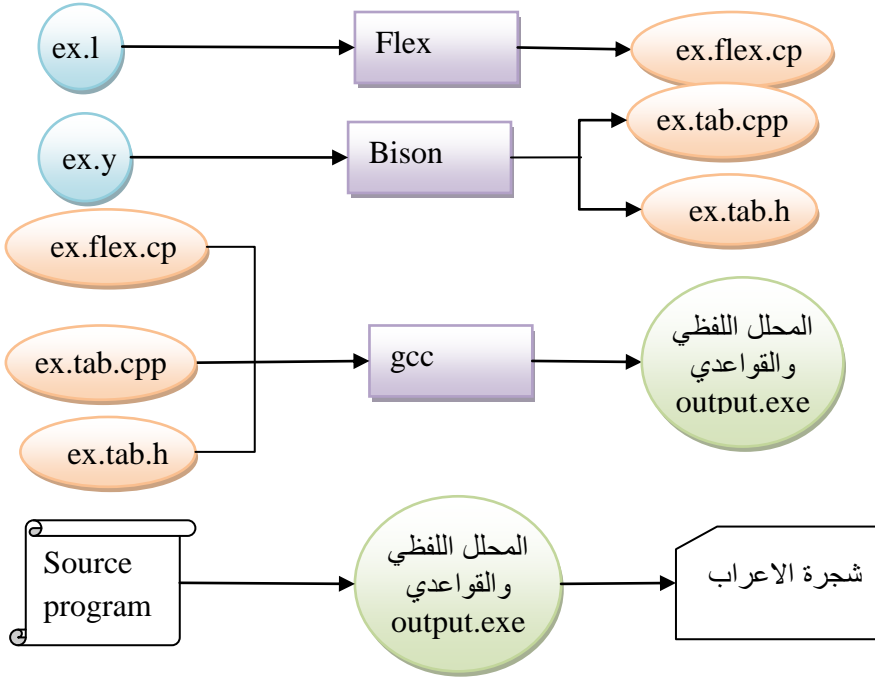 ex.l
Flex
ex.flex.cp
ex.y
Bison
ex.tab.cpp
ex.tab.h
ex.flex.cp
ex.tab.cpp
ex.tab.h
gcc
المحلل اللفظي
والقواعدي
output.exe
Source
program
المحلل اللفظي
والقواعدي
output.exe
شجرة الاعراب